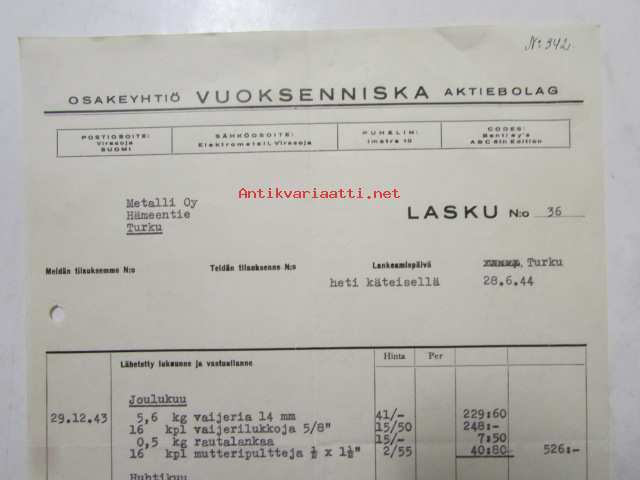 N: 342
OSAKEYHTIÖ VUOKSENNISKA AKTIEBOLAG
POSTIOSOITE: SÄHKÖOSOITE: PUHELIN: CODES:
Virasoja Elektrometall, Virasoja Imatra 10 Bentley's
SUOMI ABC 6th Edition
Antikvariaatti.net
Metalli Oy
Hämeentie
Turku
LASKU N:o 36
Meidän tilauksemme N:o Teidän tilauksenne N:o Lankeamispäivä , Turku
heti käteisellä 28.6.44
Lähetetty lukuunne ja vastuullanne Hinta Per
Joulukuu
29.12.43 5,6 kg vaijeria 14 mm 41/- 229:60
16 kpl vaijerilukkoja 5/8" 15/50 248:-
0,5 kg rautalankaa 15/- 7:50
16 kpl mutteripultteja ½ x 1½" 2/55 40:80 526:-
Huhtikuu